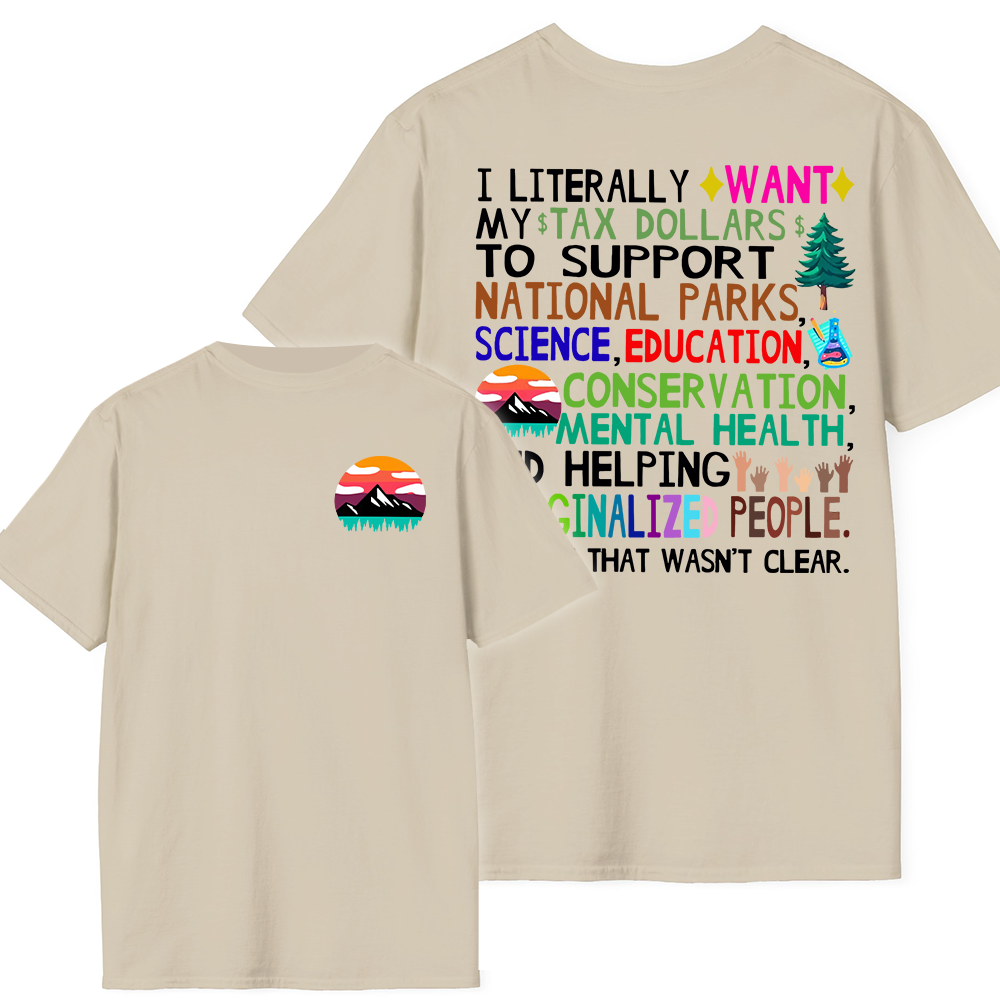 I LITERALLY WANT
MY $TAX DOLLARS$
TO SUPPORT
NATIONAL PARKS,
SCIENCE, EDUCATION,
CONSERVATION,
MENTAL HEALTH,
D HELPING
GINALIZED PEOPLE.
THAT WASN'T CLEAR.